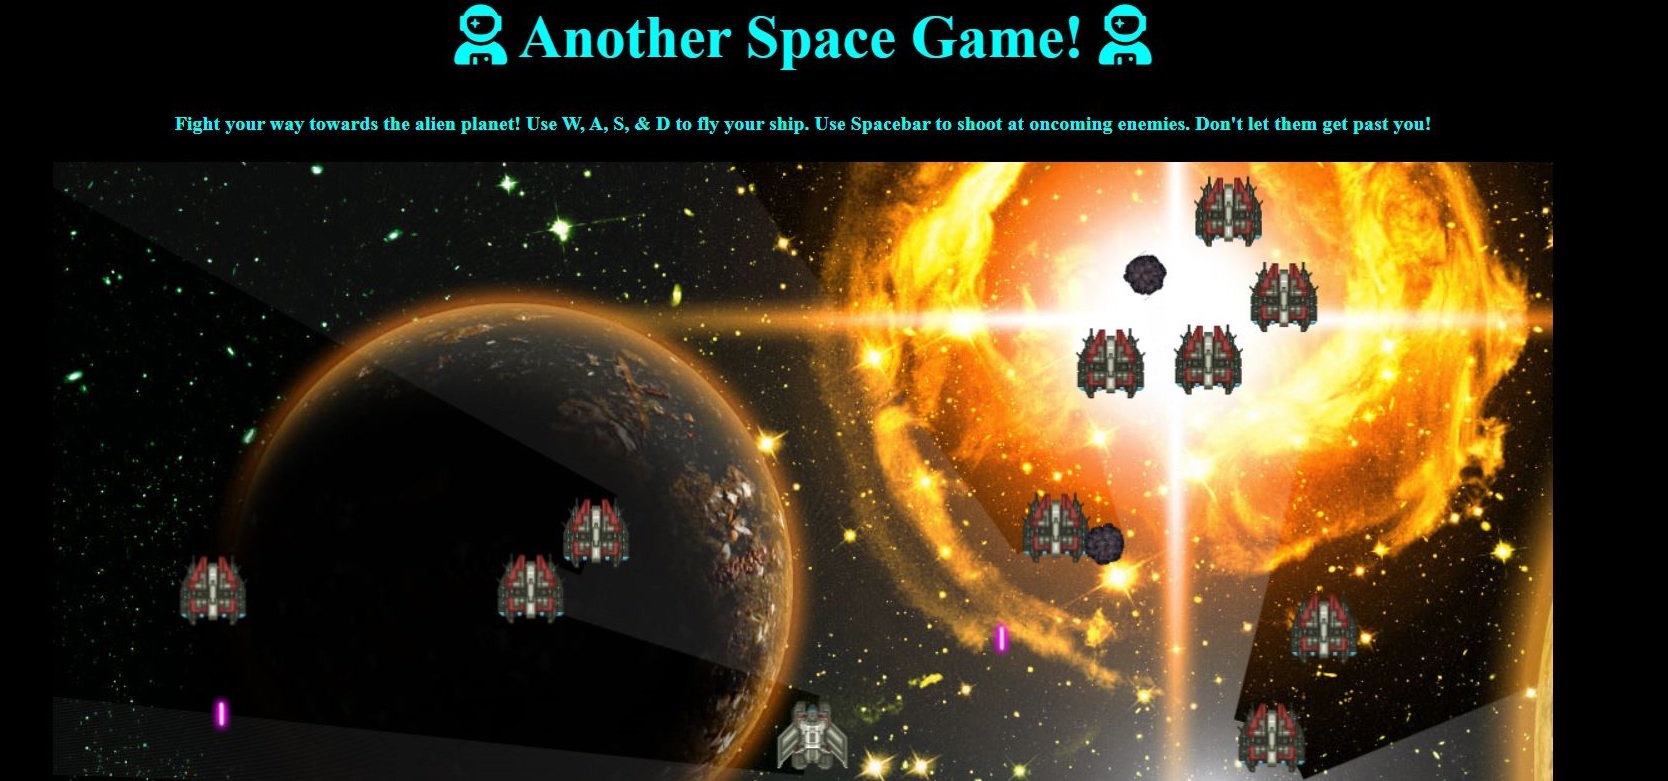 Another Space Game!
Fight your way towards the alien planet! Use W, A, S, & D to fly your ship. Use Spacebar to shoot at oncoming enemies. Don't let them get past you!